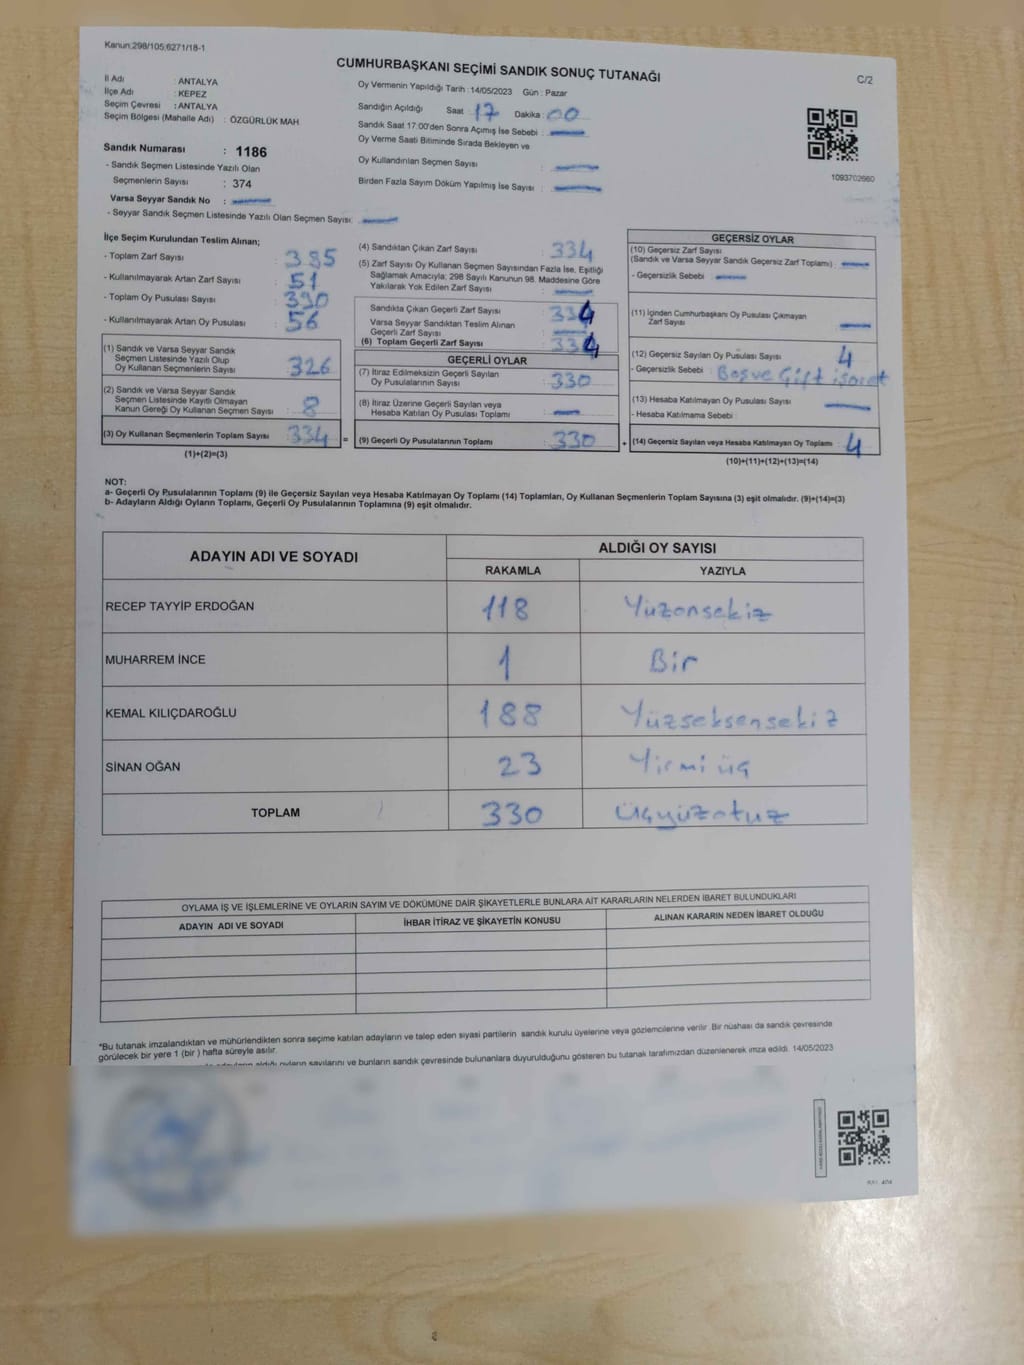 Kanun:298/105;6271/18-1
CUMHURBAŞKANI SEÇİMİ SANDIK SONUÇ TUTANAĞI
C/2
İl Adı : ANTALYA
İlçe Adı : KEPEZ
Seçim Çevresi : ANTALYA
Seçim Bölgesi (Mahalle Adı) : ÖZGÜRLÜK MAH.
Oy Vermenin Yapıldığı Tarih : 14/05/2023 Gün : Pazar
Sandığın Açıldığı Saat : 17 Dakika : 00
Sandık Saat 17:00'den Sonra Açımış İse Sebebi :
Oy Verme Saati Bitiminde Sırada Bekleyen ve
Oy Kullandırılan Seçmen Sayısı :
Birden Fazla Sayım Döküm Yapılmış İse Sayısı :
1093702660
Sandık Numarası : 1186
- Sandık Seçmen Listesinde Yazılı Olan
Seçmenlerin Sayısı : 374
Varsa Seyyar Sandık No :
- Seyyar Sandık Seçmen Listesinde Yazılı Olan Seçmen Sayısı:
İlçe Seçim Kurulundan Teslim Alınan;
- Toplam Zarf Sayısı : 385
- Kullanılmayarak Artan Zarf Sayısı : 51
- Toplam Oy Pusulası Sayısı : 390
- Kullanılmayarak Artan Oy Pusulası : 56
(1) Sandık ve Varsa Seyyar Sandık
Seçmen Listesinde Yazılı Olup
Oy Kullanan Seçmenlerin Sayısı : 326
(2) Sandık ve Varsa Seyyar Sandık
Seçmen Listesinde Kayıtlı Olmayan
Kanun Gereği Oy Kullanan Seçmen Sayısı : 8
(3) Oy Kullanan Seçmenlerin Toplam Sayısı : 334 =
(1)+(2)=(3)
(4) Sandıktan Çıkan Zarf Sayısı : 334
(5) Zarf Sayısı Oy Kullanan Seçmen Sayısından Fazla İse, Eşitliği
Sağlamak Amacıyla; 298 Sayılı Kanunun 98. Maddesine Göre
Yakılarak Yok Edilen Zarf Sayısı :
Sandıkta Çıkan Geçerli Zarf Sayısı : 334
Varsa Seyyar Sandıktan Teslim Alınan
Geçerli Zarf Sayısı :
(6) Toplam Geçerli Zarf Sayısı : 334
GEÇERLİ OYLAR
(7) İtiraz Edilmeksizin Geçerli Sayılan
Oy Pusulalarının Sayısı : 330
(8) İtiraz Üzerine Geçerli Sayılan veya
Hesaba Katılan Oy Pusulası Toplamı :
(9) Geçerli Oy Pusulalarının Toplamı : 330 +
GEÇERSİZ OYLAR
(10) Geçersiz Zarf Sayısı
(Sandık ve Varsa Seyyar Sandık Geçersiz Zarf Toplamı) :
- Geçersizlik Sebebi :
(11) İçinden Cumhurbaşkanı Oy Pusulası Çıkmayan
Zarf Sayısı :
(12) Geçersiz Sayılan Oy Pusulası Sayısı : 4
- Geçersizlik Sebebi : Boş ve Çift işaret
(13) Hesaba Katılmayan Oy Pusulası Sayısı :
- Hesaba Katılmama Sebebi :
(14) Geçersiz Sayılan veya Hesaba Katılmayan Oy Toplamı : 4
(10)+(11)+(12)+(13)=(14)
NOT:
a- Geçerli Oy Pusulalarının Toplamı (9) ile Geçersiz Sayılan veya Hesaba Katılmayan Oy Toplamı (14) Toplamları, Oy Kullanan Seçmenlerin Toplam Sayısına (3) eşit olmalıdır. (9)+(14)=(3)
b- Adayların Aldığı Oyların Toplamı, Geçerli Oy Pusulalarının Toplamına (9) eşit olmalıdır.
ADAYIN ADI VE SOYADI
ALDIĞI OY SAYISI
RAKAMLA YAZIYLA
RECEP TAYYİP ERDOĞAN 118 Yüzonsekiz
MUHARREM İNCE 1 Bir
KEMAL KILIÇDAROĞLU 188 Yüzseksensekiz
SİNAN OĞAN 23 Yirmi üç
TOPLAM 330 Üçyüzotuz
OYLAMA İŞ VE İŞLEMLERİNE VE OYLARIN SAYIM VE DÖKÜMÜNE DAİR ŞİKAYETLERLE BUNLARA AİT KARARLARIN NELERDEN İBARET BULUNDUKLARI
ADAYIN ADI VE SOYADI İHBAR İTİRAZ VE ŞİKAYETİN KONUSU ALINAN KARARIN NEDEN İBARET OLDUĞU
*Bu tutanak imzalandıktan ve mühürlendikten sonra seçime katılan adayların ve talep eden siyasi partilerin sandık kurulu üyelerine veya gözlemcilerine verilir .Bir nüshası da sandık çevresinde
görülecek bir yere 1 (bir ) hafta süreyle asılır.
aldığı oyların sayılarını ve bunların sandık çevresinde bulunanlara duyurulduğunu gösteren bu tutanak tarafımızdan düzenlenerek imza edildi. 14/05/2023